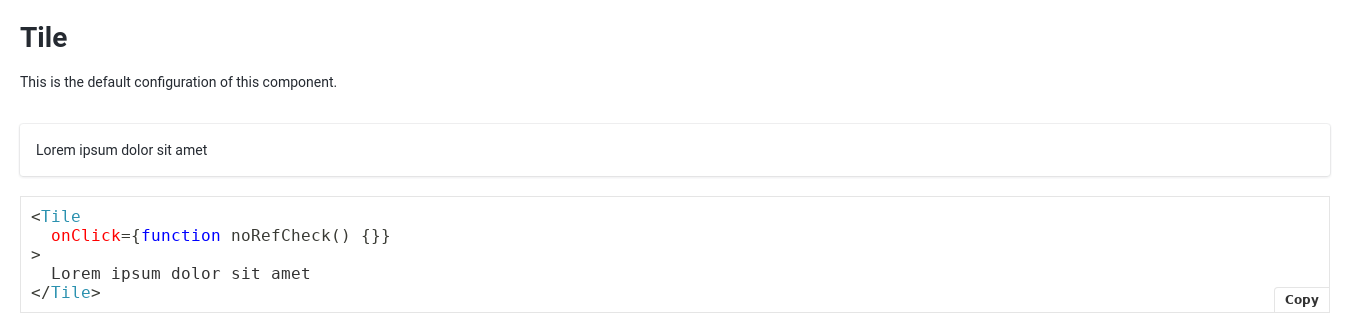 Tile
This is the default configuration of this component.
Lorem ipsum dolor sit amet
<Tile
  onClick={function noRefCheck() {}}
>
  Lorem ipsum dolor sit amet
</Tile>
Copy